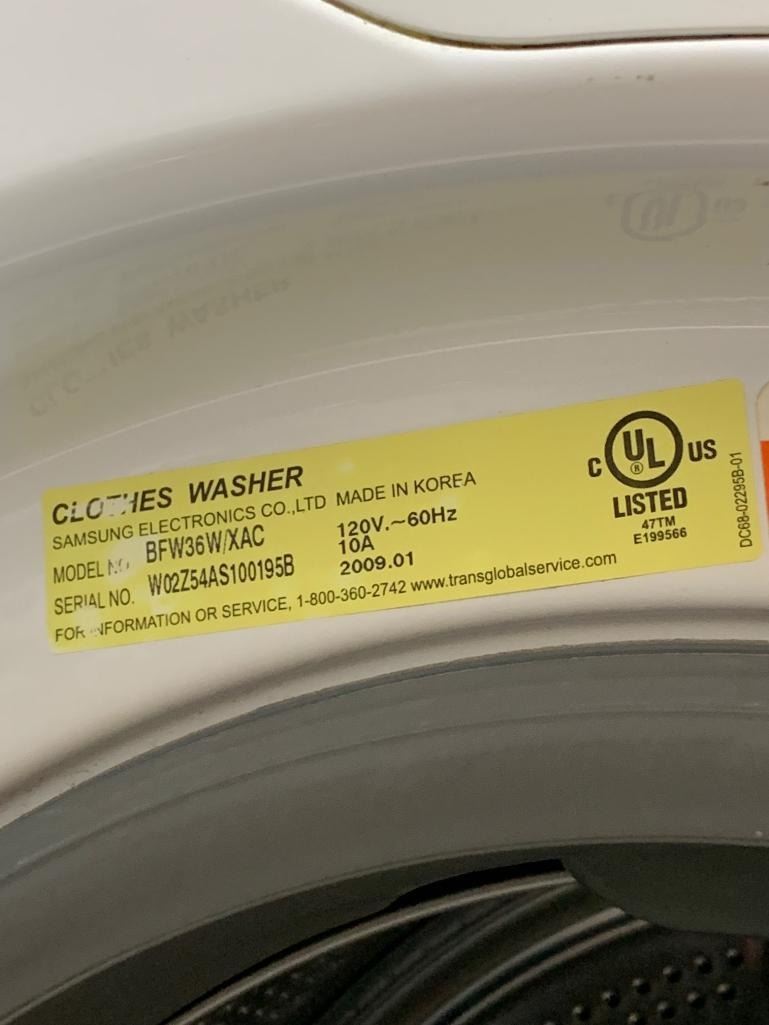 CLOTHES WASHER
SAMSUNG ELECTRONICS CO.,LTD MADE IN KOREA
MODEL NO. BFW36W/XAC 120V.~60Hz
10A
SERIAL NO. W02Z54AS100195B 2009.01
FOR INFORMATION OR SERVICE, 1-800-360-2742 www.transglobalservice.com
C UL US
®
LISTED
47TM
E199566
DC68-02295B-01